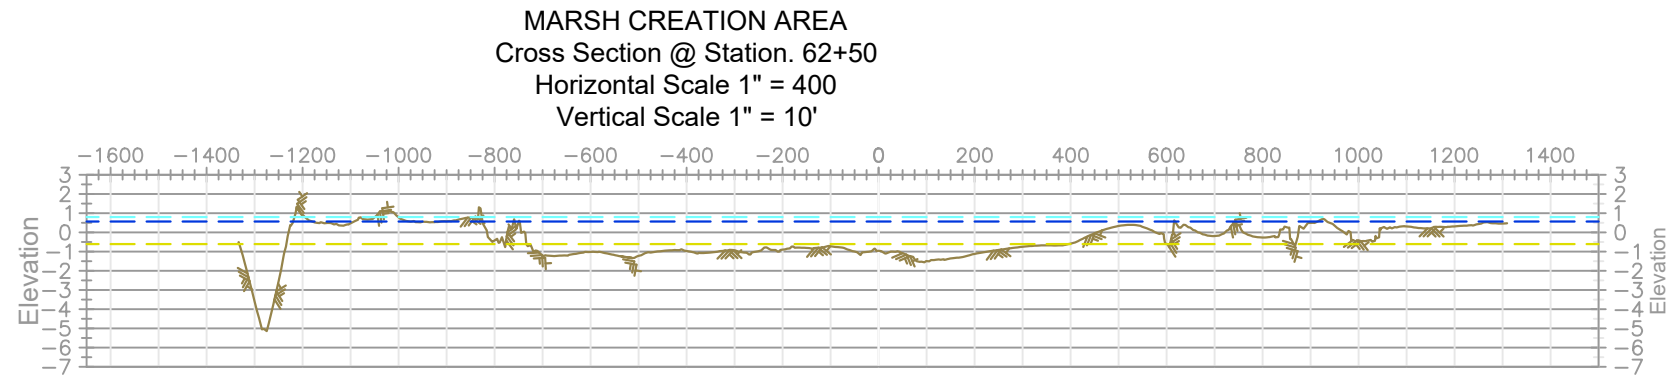 MARSH CREATION AREA
Cross Section @ Station. 62+50
Horizontal Scale 1" = 400
Vertical Scale 1" = 10'
−1600 −1400 −1200 −1000 −800 −600 −400 −200 0 200 400 600 800 1000 1200 1400
3 3
2 2
1 1
0 0
−1 −1
−2 −2
−3 −3
−4 −4
−5 −5
−6 −6
−7 −7
Elevation
Elevation